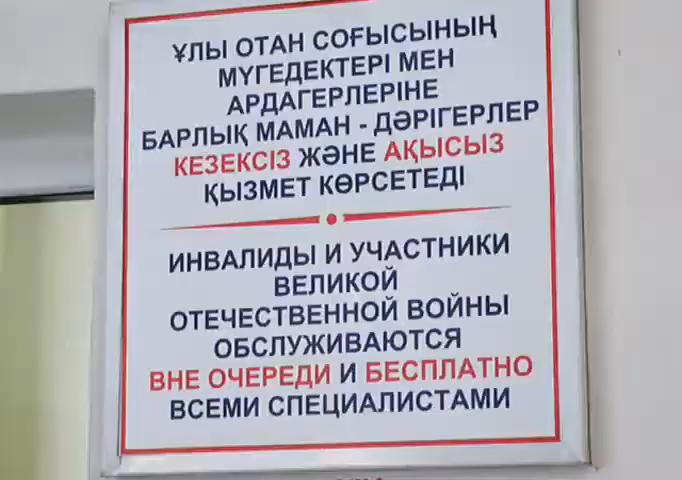 ҰЛЫ ОТАН СОҒЫСЫНЫҢ
МҮГЕДЕКТЕРІ МЕН
АРДАГЕРЛЕРІНЕ
БАРЛЫҚ МАМАН - ДӘРІГЕРЛЕР
КЕЗЕКСІЗ ЖӘНЕ АҚЫСЫЗ
ҚЫЗМЕТ КӨРСЕТЕДІ
ИНВАЛИДЫ И УЧАСТНИКИ
ВЕЛИКОЙ
ОТЕЧЕСТВЕННОЙ ВОЙНЫ
ОБСЛУЖИВАЮТСЯ
ВНЕ ОЧЕРЕДИ И БЕСПЛАТНО
ВСЕМИ СПЕЦИАЛИСТАМИ